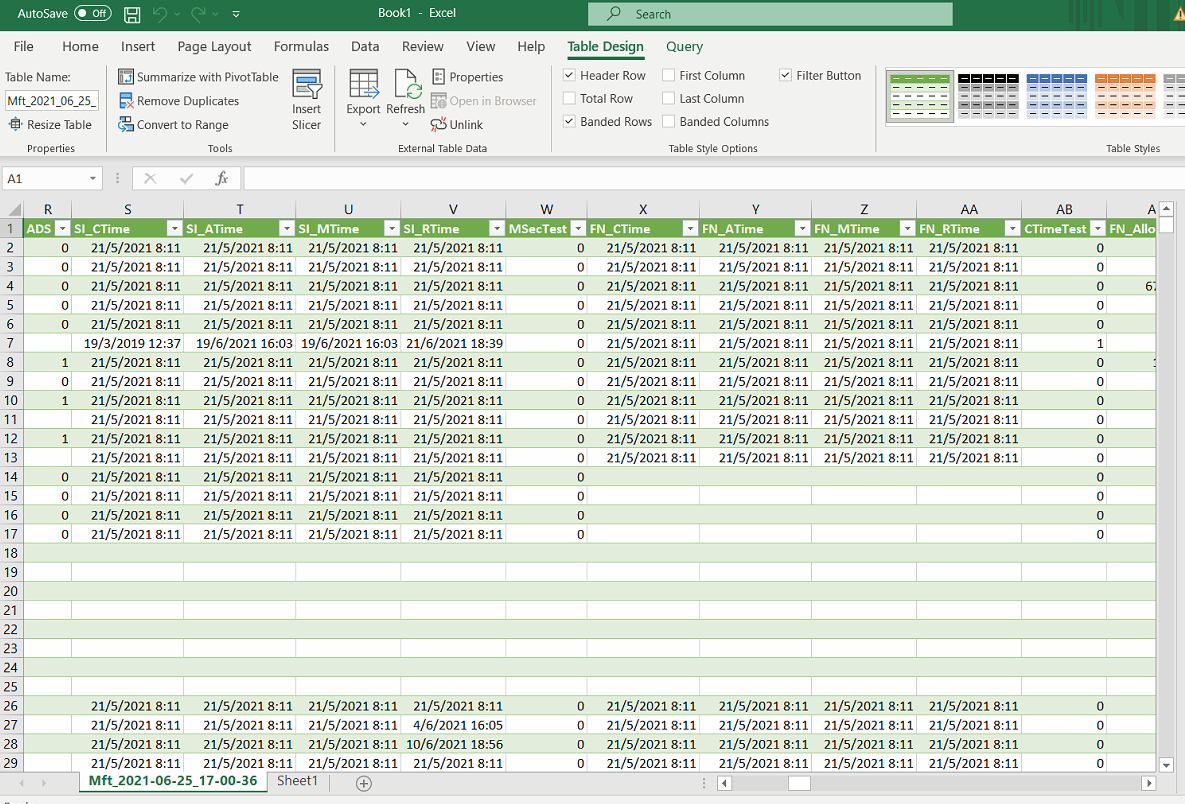 AutoSave Off Book1 - Excel Search
File Home Insert Page Layout Formulas Data Review View Help Table Design Query
Table Name:
Mft_2021_06_25_
Resize Table
Properties
Summarize with PivotTable
Remove Duplicates
Convert to Range
Insert
Slicer
Tools
Export Refresh
Properties
Open in Browser
Unlink
External Table Data
Header Row First Column Filter Button
Total Row Last Column
Banded Rows Banded Columns
Table Style Options
Table Styles
A1 fx
R S T U V W X Y Z AA AB A
1 ADS SI_CTime SI_ATime SI_MTime SI_RTime MSecTest FN_CTime FN_ATime FN_MTime FN_RTime CTimeTest FN_Allo
2 0 21/5/2021 8:11 21/5/2021 8:11 21/5/2021 8:11 21/5/2021 8:11 0 21/5/2021 8:11 21/5/2021 8:11 21/5/2021 8:11 21/5/2021 8:11 0
3 0 21/5/2021 8:11 21/5/2021 8:11 21/5/2021 8:11 21/5/2021 8:11 0 21/5/2021 8:11 21/5/2021 8:11 21/5/2021 8:11 21/5/2021 8:11 0
4 0 21/5/2021 8:11 21/5/2021 8:11 21/5/2021 8:11 21/5/2021 8:11 0 21/5/2021 8:11 21/5/2021 8:11 21/5/2021 8:11 21/5/2021 8:11 0 67
5 0 21/5/2021 8:11 21/5/2021 8:11 21/5/2021 8:11 21/5/2021 8:11 0 21/5/2021 8:11 21/5/2021 8:11 21/5/2021 8:11 21/5/2021 8:11 0
6 0 21/5/2021 8:11 21/5/2021 8:11 21/5/2021 8:11 21/5/2021 8:11 0 21/5/2021 8:11 21/5/2021 8:11 21/5/2021 8:11 21/5/2021 8:11 0
7 19/3/2019 12:37 19/6/2021 16:03 19/6/2021 16:03 21/6/2021 18:39 0 21/5/2021 8:11 21/5/2021 8:11 21/5/2021 8:11 21/5/2021 8:11 1
8 1 21/5/2021 8:11 21/5/2021 8:11 21/5/2021 8:11 21/5/2021 8:11 0 21/5/2021 8:11 21/5/2021 8:11 21/5/2021 8:11 21/5/2021 8:11 0
9 0 21/5/2021 8:11 21/5/2021 8:11 21/5/2021 8:11 21/5/2021 8:11 0 21/5/2021 8:11 21/5/2021 8:11 21/5/2021 8:11 21/5/2021 8:11 0
10 1 21/5/2021 8:11 21/5/2021 8:11 21/5/2021 8:11 21/5/2021 8:11 0 21/5/2021 8:11 21/5/2021 8:11 21/5/2021 8:11 21/5/2021 8:11 0
11 21/5/2021 8:11 21/5/2021 8:11 21/5/2021 8:11 21/5/2021 8:11 0 21/5/2021 8:11 21/5/2021 8:11 21/5/2021 8:11 21/5/2021 8:11 0
12 1 21/5/2021 8:11 21/5/2021 8:11 21/5/2021 8:11 21/5/2021 8:11 0 21/5/2021 8:11 21/5/2021 8:11 21/5/2021 8:11 21/5/2021 8:11 0
13 21/5/2021 8:11 21/5/2021 8:11 21/5/2021 8:11 21/5/2021 8:11 0 21/5/2021 8:11 21/5/2021 8:11 21/5/2021 8:11 21/5/2021 8:11 0
14 0 21/5/2021 8:11 21/5/2021 8:11 21/5/2021 8:11 21/5/2021 8:11 0 0
15 0 21/5/2021 8:11 21/5/2021 8:11 21/5/2021 8:11 21/5/2021 8:11 0 0
16 0 21/5/2021 8:11 21/5/2021 8:11 21/5/2021 8:11 21/5/2021 8:11 0 0
17 0 21/5/2021 8:11 21/5/2021 8:11 21/5/2021 8:11 21/5/2021 8:11 0 0
18
19
20
21
22
23
24
25
26 21/5/2021 8:11 21/5/2021 8:11 21/5/2021 8:11 21/5/2021 8:11 0 21/5/2021 8:11 21/5/2021 8:11 21/5/2021 8:11 21/5/2021 8:11 0
27 21/5/2021 8:11 21/5/2021 8:11 21/5/2021 8:11 4/6/2021 16:05 0 21/5/2021 8:11 21/5/2021 8:11 21/5/2021 8:11 21/5/2021 8:11 0
28 21/5/2021 8:11 21/5/2021 8:11 21/5/2021 8:11 10/6/2021 18:56 0 21/5/2021 8:11 21/5/2021 8:11 21/5/2021 8:11 21/5/2021 8:11 0
29 21/5/2021 8:11 21/5/2021 8:11 21/5/2021 8:11 21/5/2021 8:11 0 21/5/2021 8:11 21/5/2021 8:11 21/5/2021 8:11 21/5/2021 8:11 0
Mft_2021-06-25_17-00-36 Sheet1